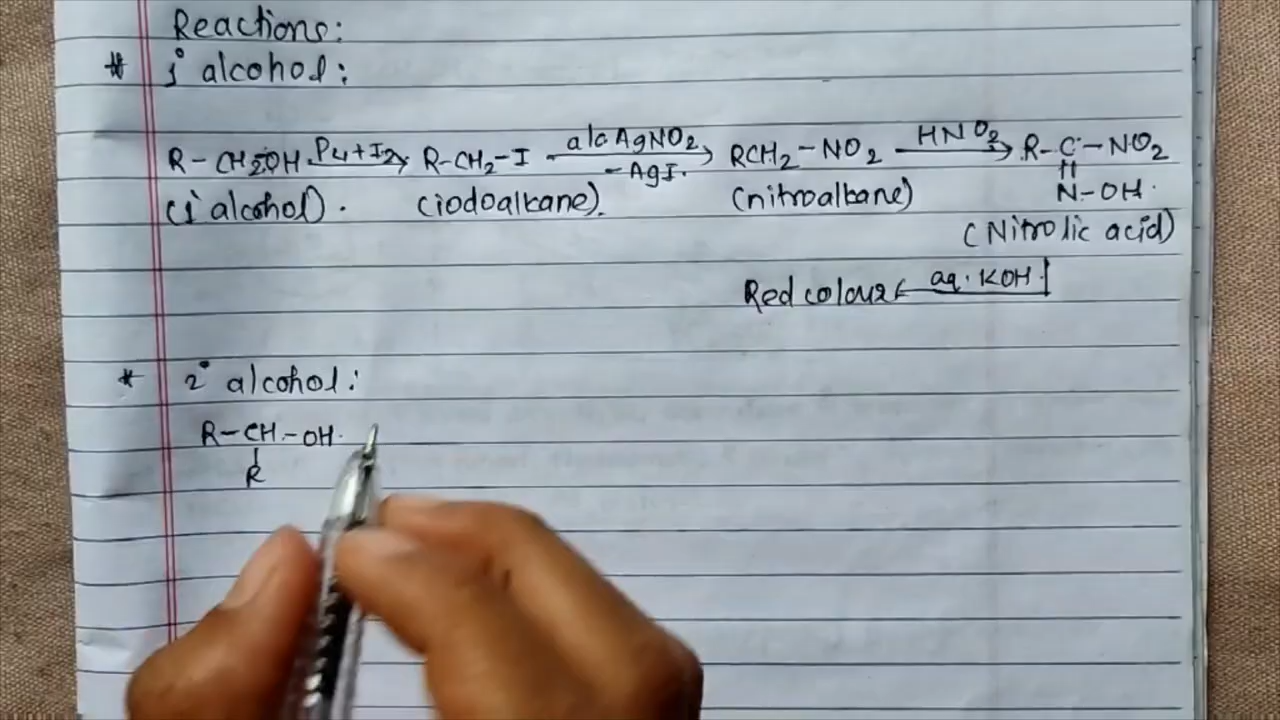 Reactions:
* 1° alcohol:
R-CH2OH P4+I2→ R-CH2-I alc AgNO2→ RCH2-NO2 HNO2→ R-C-NO2
-AgI.
||
N-OH.
(1° alcohol). (iodoalkane). (nitroalkane)
(Nitrolic acid)
Red colour ← aq. KOH
* 2° alcohol:
R-CH-OH.
|
R